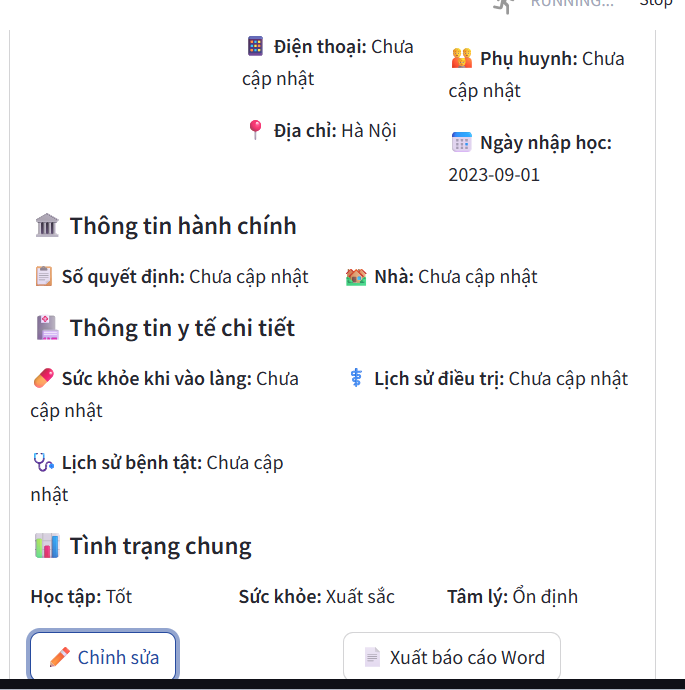 RUNNING...
Stop
Điện thoại: Chưa
cập nhật
Địa chỉ: Hà Nội
Phụ huynh: Chưa
cập nhật
Ngày nhập học:
2023-09-01
Thông tin hành chính
Số quyết định: Chưa cập nhật
Nhà: Chưa cập nhật
Thông tin y tế chi tiết
Sức khỏe khi vào làng: Chưa
cập nhật
Lịch sử điều trị: Chưa cập nhật
Lịch sử bệnh tật: Chưa cập
nhật
Tình trạng chung
Học tập: Tốt
Sức khỏe: Xuất sắc
Tâm lý: Ổn định
Chỉnh sửa
Xuất báo cáo Word